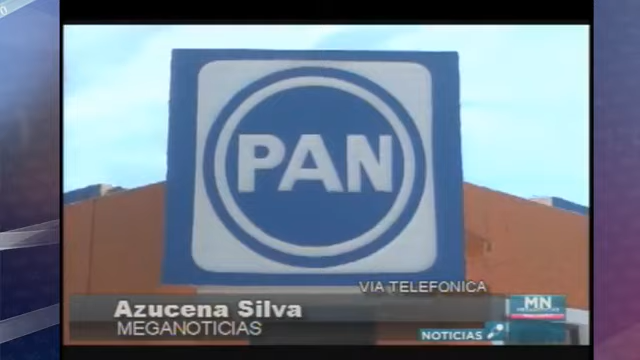 PAN
VIA TELEFONICA
Azucena Silva
MEGANOTICIAS
MN
NOTICIAS